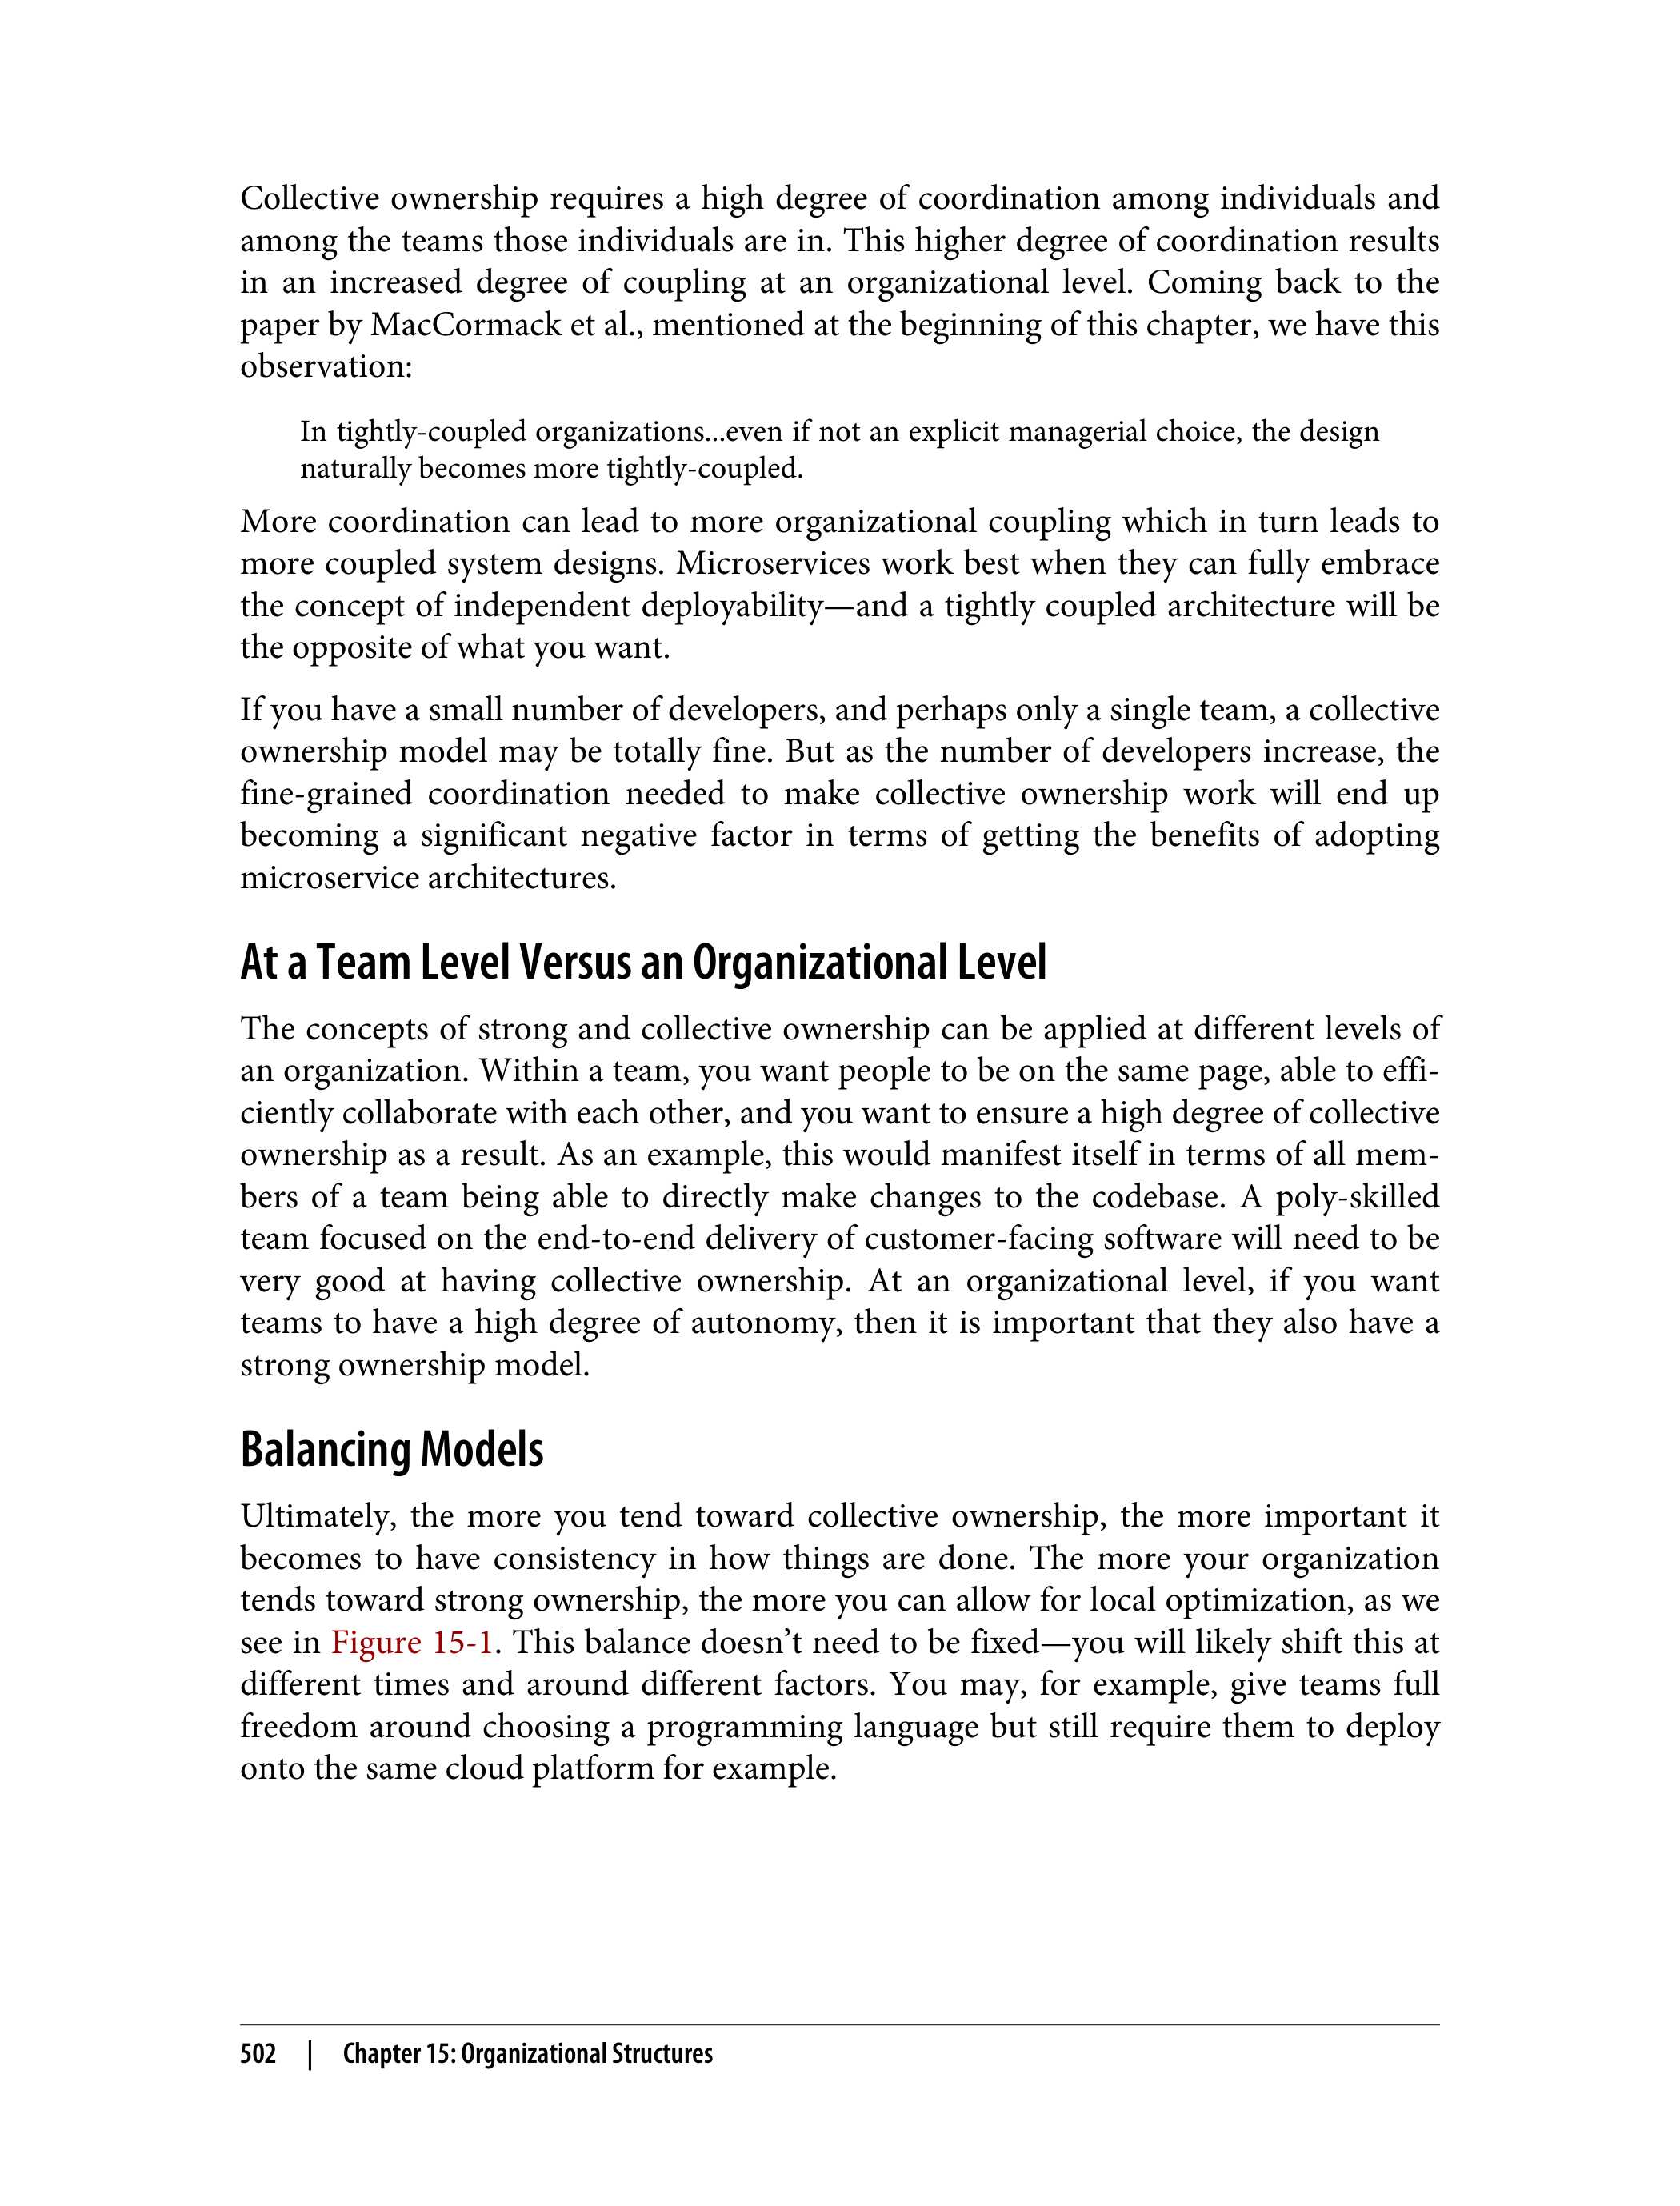 Collective ownership requires a high degree of coordination among individuals and
among the teams those individuals are in. This higher degree of coordination results
in an increased degree of coupling at an organizational level. Coming back to the
paper by MacCormack et al., mentioned at the beginning of this chapter, we have this
observation:
In tightly-coupled organizations...even if not an explicit managerial choice, the design
naturally becomes more tightly-coupled.
More coordination can lead to more organizational coupling which in turn leads to
more coupled system designs. Microservices work best when they can fully embrace
the concept of independent deployability—and a tightly coupled architecture will be
the opposite of what you want.
If you have a small number of developers, and perhaps only a single team, a collective
ownership model may be totally fine. But as the number of developers increase, the
fine-grained coordination needed to make collective ownership work will end up
becoming a significant negative factor in terms of getting the benefits of adopting
microservice architectures.
At a Team Level Versus an Organizational Level
The concepts of strong and collective ownership can be applied at different levels of
an organization. Within a team, you want people to be on the same page, able to effi-
ciently collaborate with each other, and you want to ensure a high degree of collective
ownership as a result. As an example, this would manifest itself in terms of all mem-
bers of a team being able to directly make changes to the codebase. A poly-skilled
team focused on the end-to-end delivery of customer-facing software will need to be
very good at having collective ownership. At an organizational level, if you want
teams to have a high degree of autonomy, then it is important that they also have a
strong ownership model.
Balancing Models
Ultimately, the more you tend toward collective ownership, the more important it
becomes to have consistency in how things are done. The more your organization
tends toward strong ownership, the more you can allow for local optimization, as we
see in Figure 15-1. This balance doesn’t need to be fixed—you will likely shift this at
different times and around different factors. You may, for example, give teams full
freedom around choosing a programming language but still require them to deploy
onto the same cloud platform for example.
502 | Chapter 15: Organizational Structures